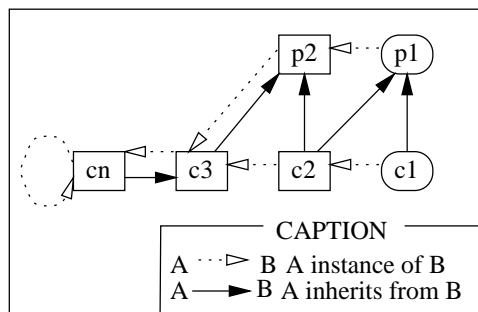 p2 p1
cn c3 c2 c1
CAPTION
A B A instance of B
A B A inherits from B